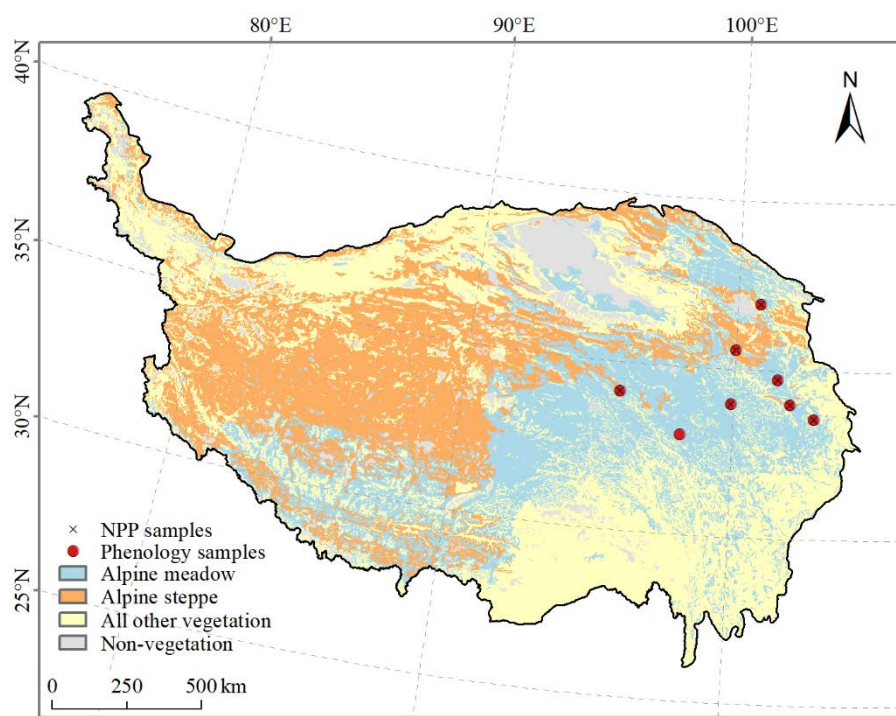 80°E 90°E 100°E
40°N
35°N
30°N
25°N
N
NPP samples
Phenology samples
Alpine meadow
Alpine steppe
All other vegetation
Non-vegetation
0 250 500 km